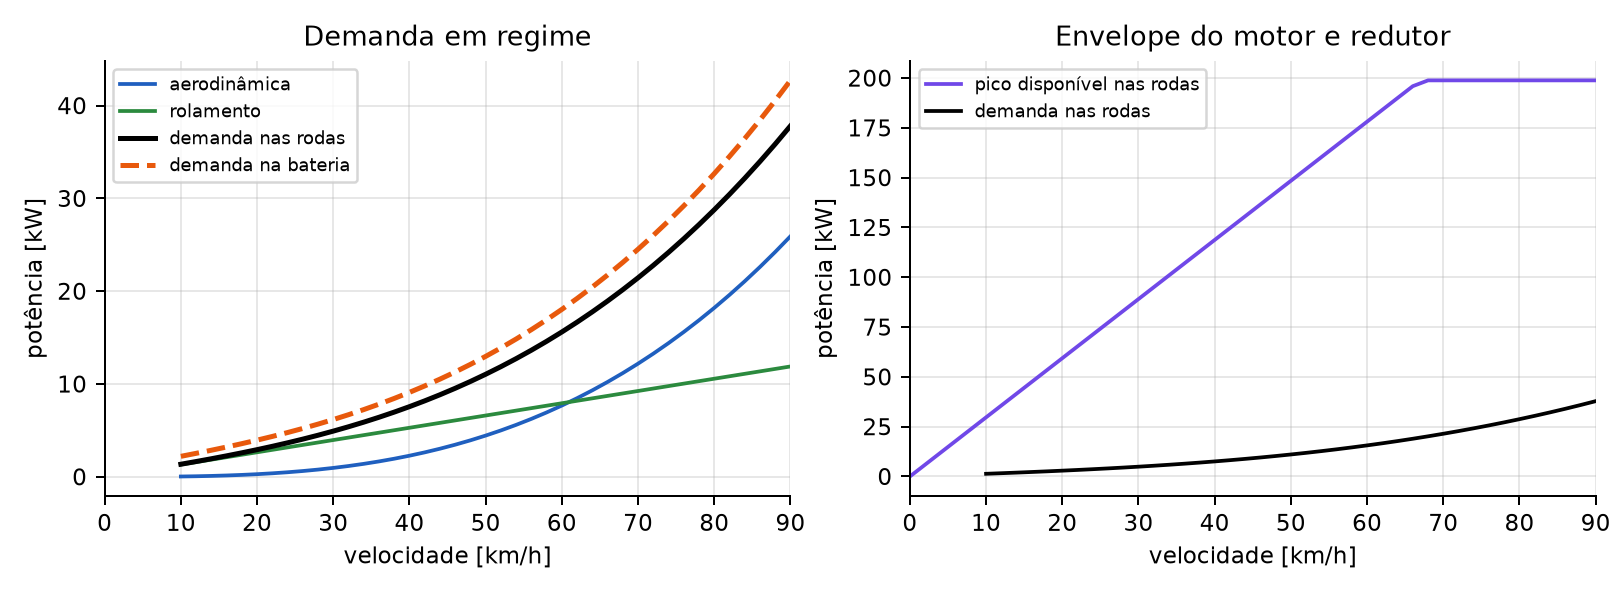 Demanda em regime
aerodinâmica
rolamento
demanda nas rodas
demanda na bateria
potência [kW]
40
30
20
10
0
0 10 20 30 40 50 60 70 80 90
velocidade [km/h]
Envelope do motor e redutor
pico disponível nas rodas
demanda nas rodas
potência [kW]
200
175
150
125
100
75
50
25
0
0 10 20 30 40 50 60 70 80 90
velocidade [km/h]